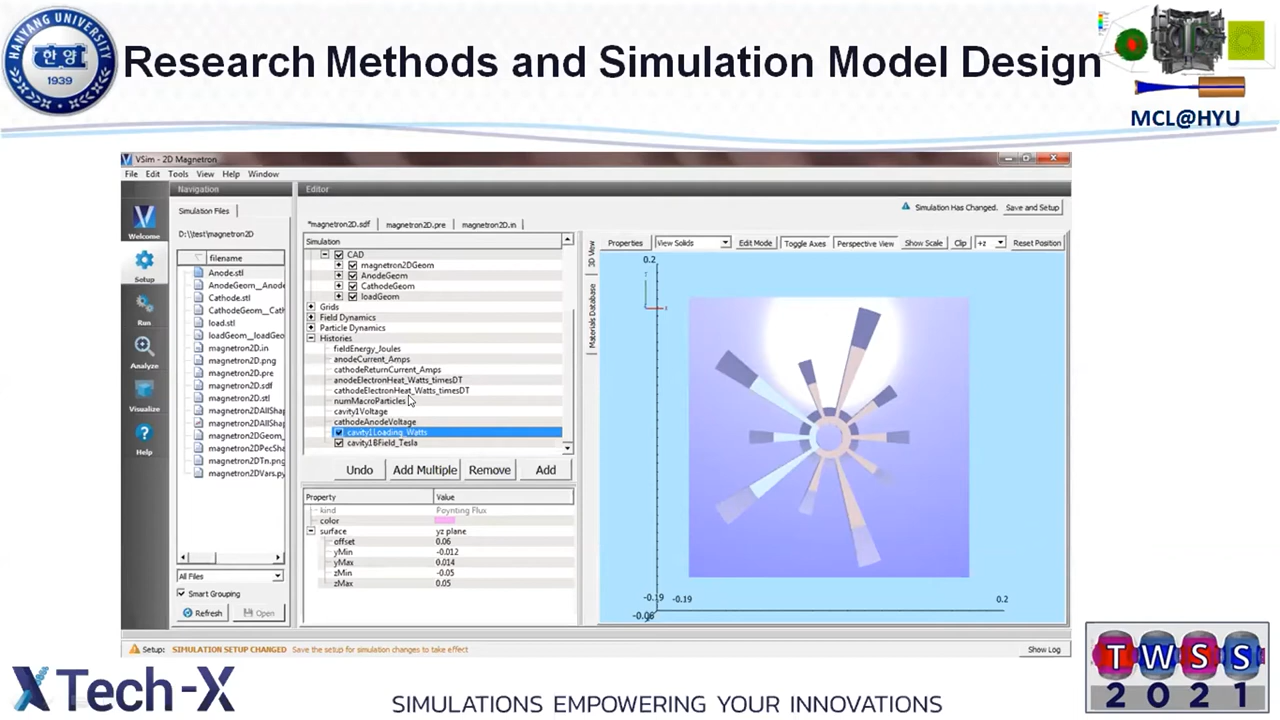 HANYANG UNIVERSITY
한양
1939
Research Methods and Simulation Model Design
MCL@HYU
VSim - 2D Magnetron
File Edit Tools View Help Window
Navigation
Editor
Simulation Files
D:\\test\magnetron2D
filename
Anode.stl
AnodeGeom__Anode
Cathode.stl
CathodeGeom__Cath
load.stl
loadGeom__loadGeo
magnetron2D.in
magnetron2D.png
magnetron2D.pre
magnetron2D.sdf
magnetron2D.stl
magnetron2DAllShap
magnetron2DAllShap
magnetron2DGeom_
magnetron2DPecSha
magnetron2DTn.png
magnetron2DVars.py
All Files
Smart Grouping
Refresh
Open
Welcome
Setup
Run
Analyze
Visualize
Help
*magnetron2D.sdf
magnetron2D.pre
magnetron2D.in
Simulation Has Changed.
Save and Setup
Simulation
CAD
magnetron2DGeom
AnodeGeom
CathodeGeom
loadGeom
Grids
Field Dynamics
Particle Dynamics
Histories
fieldEnergy_Joules
anodeCurrent_Amps
cathodeReturnCurrent_Amps
anodeElectronHeat_Watts_timesDT
cathodeElectronHeat_Watts_timesDT
numMacroParticles
cavity1Voltage
cathodeAnodeVoltage
cavity1Loading_Watts
cavity1BField_Tesla
Undo
Add Multiple
Remove
Add
Property Value
kind Poynting Flux
color
surface yz plane
offset 0.06
yMin -0.012
yMax 0.014
zMin -0.05
zMax 0.05
3D View
Materials Database
Properties
View Solids
Edit Mode
Toggle Axes
Perspective View
Show Scale
Clip
+z
Reset Position
0.2
-0.19
-0.19
0.2
-0.06
Setup: SIMULATION SETUP CHANGED Save the setup for simulation changes to take effect
Show Log
Tech-X
SIMULATIONS EMPOWERING YOUR INNOVATIONS
TWSS
2021